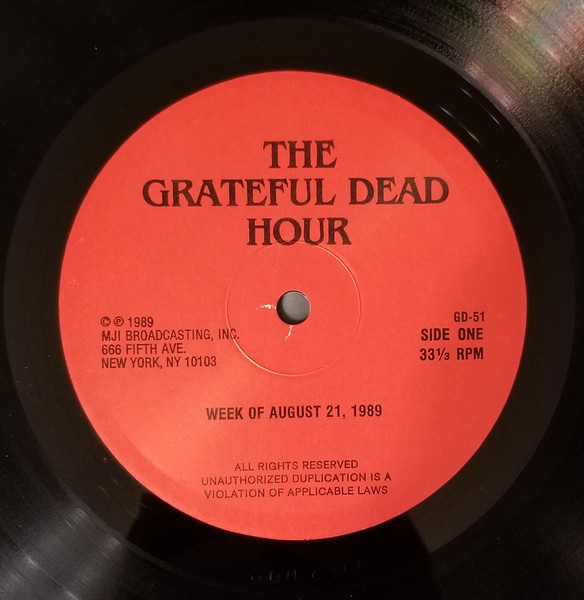 THE
GRATEFUL DEAD
HOUR
© ℗ 1989
MJI BROADCASTING, INC.
666 FIFTH AVE.
NEW YORK, NY 10103
GD-51
SIDE ONE
33⅓ RPM
WEEK OF AUGUST 21, 1989
ALL RIGHTS RESERVED
UNAUTHORIZED DUPLICATION IS A
VIOLATION OF APPLICABLE LAWS